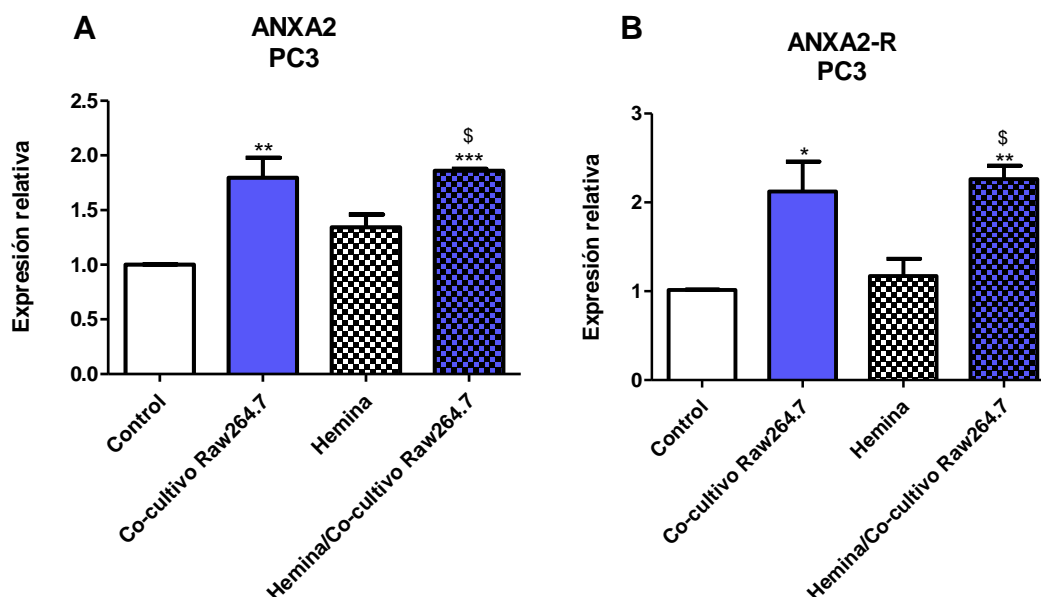 A
ANXA2
PC3
Expresión relativa
2.5
2.0
1.5
1.0
0.5
0.0
**
$
***
Control
Co-cultivo Raw264.7
Hemina
Hemina/Co-cultivo Raw264.7
B
ANXA2-R
PC3
Expresión relativa
3
2
1
0
*
$
**
Control
Co-cultivo Raw264.7
Hemina
Hemina/Co-cultivo Raw264.7